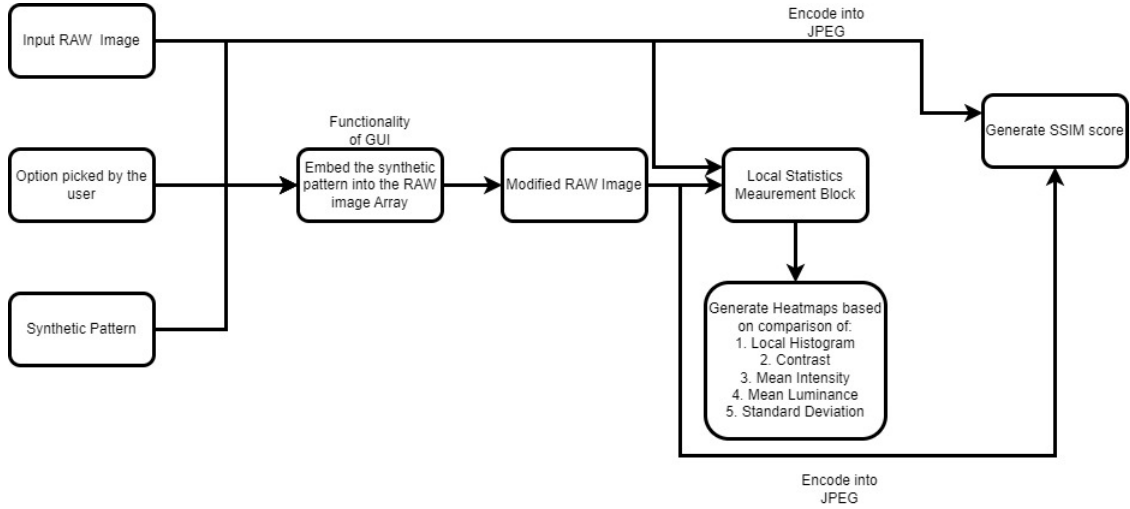 Encode into
JPEG
Input RAW Image
Generate SSIM score
Functionality
of GUI
Option picked by the
user
Embed the synthetic
pattern into the RAW
image Array
Modified RAW Image
Local Statistics
Meaurement Block
Synthetic Pattern
Generate Heatmaps based
on comparison of:
1. Local Histogram
2. Contrast
3. Mean Intensity
4. Mean Luminance
5. Standard Deviation
Encode into
JPEG